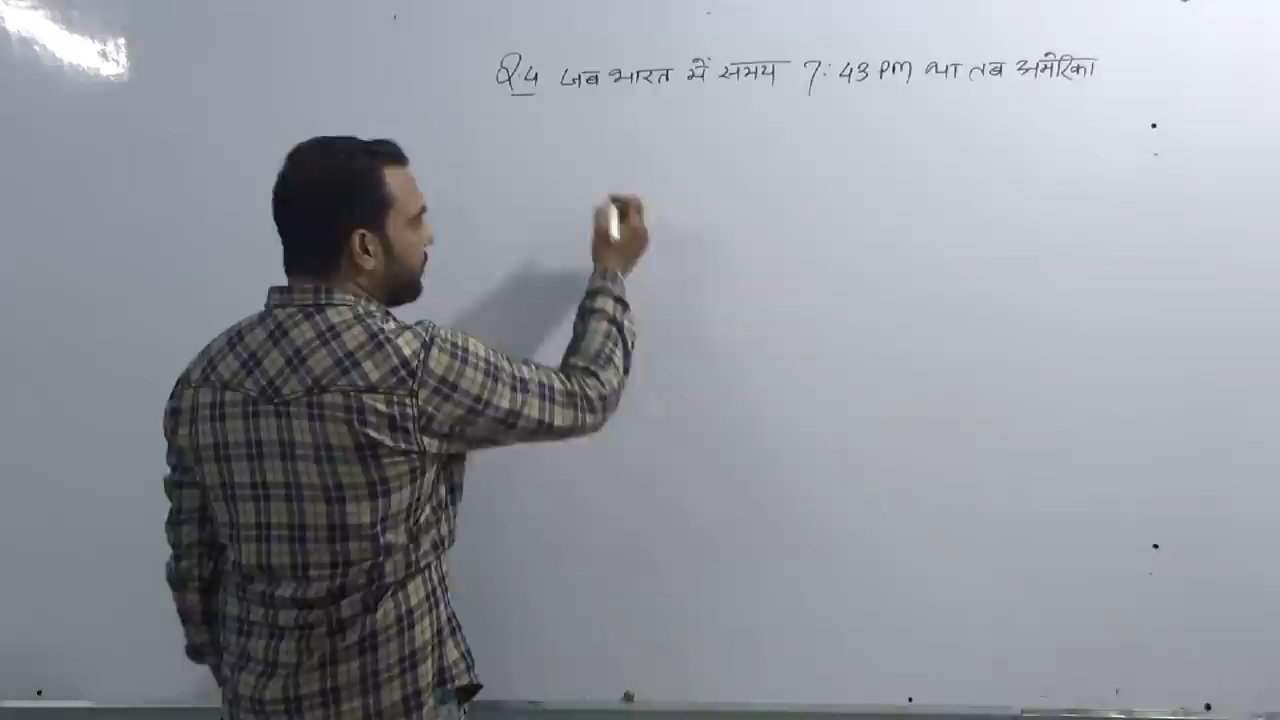 Q.4 जब भारत में समय 7:43 PM था तब अमेरिका